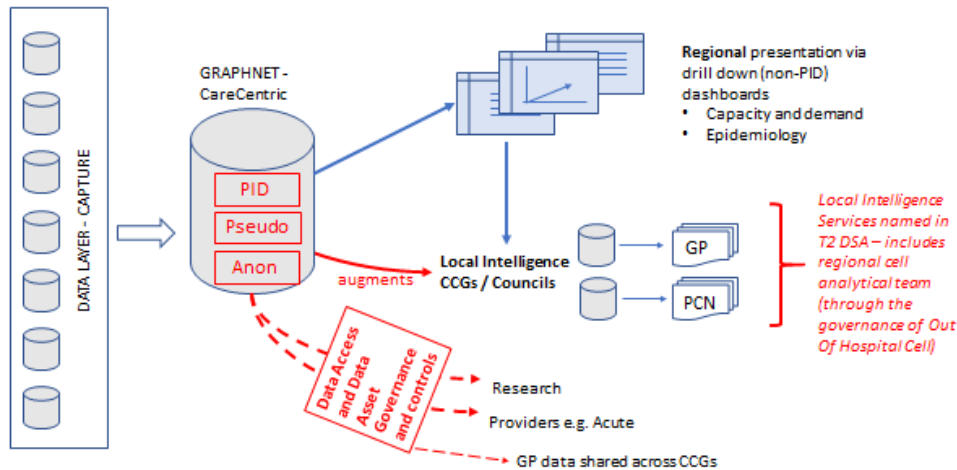 DATA LAYER - CAPTURE
GRAPHNET -
CareCentric
PID
Pseudo
Anon
Regional presentation via
drill down (non-PID)
dashboards
• Capacity and demand
• Epidemiology
augments
Local Intelligence
CCGs / Councils
GP
PCN
Local Intelligence
Services named in
T2 DSA – includes
regional cell
analytical team
(through the
governance of Out
Of Hospital Cell)
Data Access
and Data
Asset
Governance
and controls
Research
Providers e.g. Acute
GP data shared across CCGs